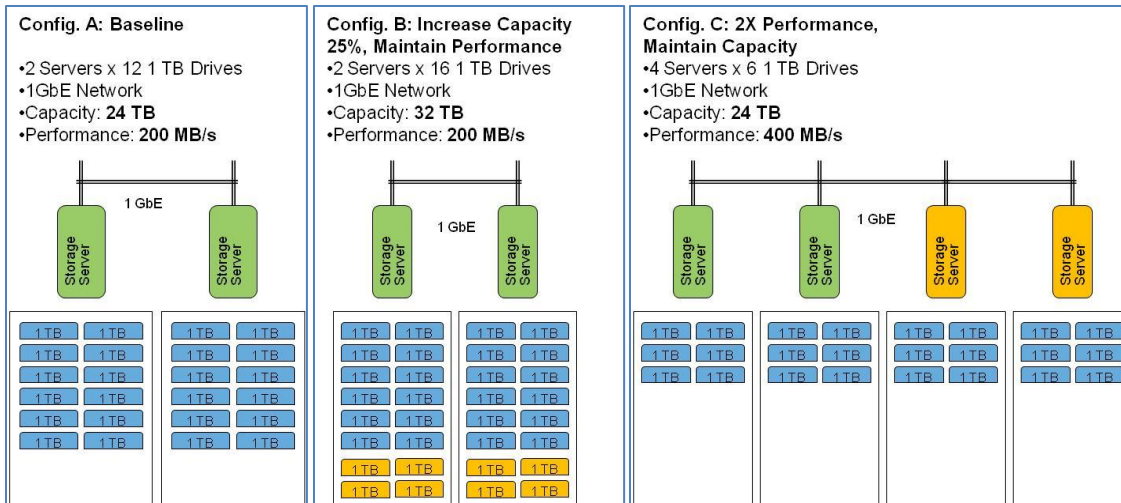 Config. A: Baseline
•2 Servers x 12 1 TB Drives
•1GbE Network
•Capacity: 24 TB
•Performance: 200 MB/s
1 GbE
Storage
Server
Storage
Server
1 TB 1 TB 1 TB 1 TB
1 TB 1 TB 1 TB 1 TB
1 TB 1 TB 1 TB 1 TB
1 TB 1 TB 1 TB 1 TB
1 TB 1 TB 1 TB 1 TB
1 TB 1 TB 1 TB 1 TB
Config. B: Increase Capacity
25%, Maintain Performance
•2 Servers x 16 1 TB Drives
•1GbE Network
•Capacity: 32 TB
•Performance: 200 MB/s
1 GbE
Storage
Server
Storage
Server
1 TB 1 TB 1 TB 1 TB
1 TB 1 TB 1 TB 1 TB
1 TB 1 TB 1 TB 1 TB
1 TB 1 TB 1 TB 1 TB
1 TB 1 TB 1 TB 1 TB
1 TB 1 TB 1 TB 1 TB
1 TB 1 TB 1 TB 1 TB
1 TB 1 TB 1 TB 1 TB
Config. C: 2X Performance,
Maintain Capacity
•4 Servers x 6 1 TB Drives
•1GbE Network
•Capacity: 24 TB
•Performance: 400 MB/s
1 GbE
Storage
Server
Storage
Server
Storage
Server
Storage
Server
1 TB 1 TB 1 TB 1 TB 1 TB 1 TB 1 TB 1 TB
1 TB 1 TB 1 TB 1 TB 1 TB 1 TB 1 TB 1 TB
1 TB 1 TB 1 TB 1 TB 1 TB 1 TB 1 TB 1 TB